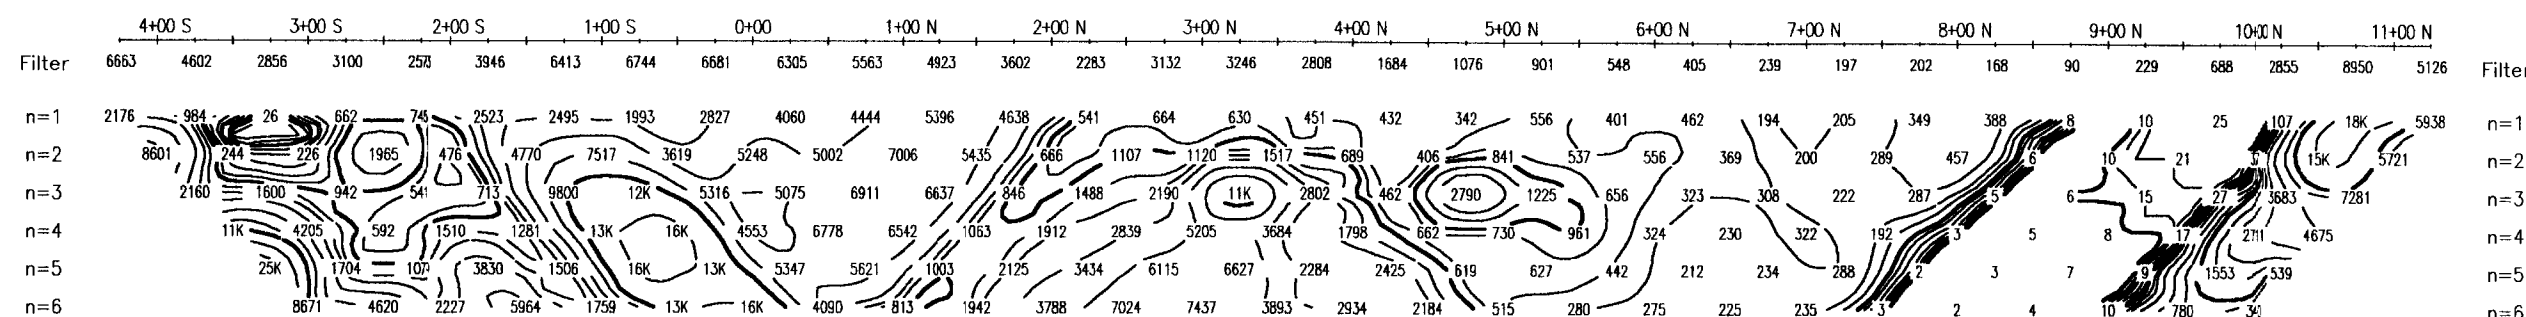 4+00 S 3+00 S 2+00 S 1+00 S 0+00 1+00 N 2+00 N 3+00 N 4+00 N 5+00 N 6+00 N 7+00 N 8+00 N 9+00 N 10+00 N 11+00 N
Filter 6663 4602 2856 3100 2573 3946 6413 6744 6681 6305 5563 4923 3602 2283 3132 3246 2808 1684 1076 901 548 405 239 197 202 168 90 229 688 2855 8950 5126 Filter
n=1 2176 984 26 662 745 2523 2495 1993 2827 4060 4444 5396 4638 541 664 630 451 432 342 556 401 462 194 205 349 388 8 10 25 107 18K 5938 n=1
n=2 8601 244 226 1965 476 4770 7517 3619 5248 5002 7006 5435 666 1107 1120 1517 689 406 841 537 556 369 200 289 457 6 10 21 15K 5721 n=2
n=3 2160 1600 942 541 713 9800 12K 5316 5075 6911 6637 846 1488 2190 11K 2802 462 2790 1225 656 323 308 222 287 5 6 15 27 3683 7281 n=3
n=4 11K 4205 592 1510 1281 13K 16K 4553 6778 6542 1063 1912 2839 5205 3684 1798 662 730 961 324 230 322 192 3 5 8 17 2711 4675 n=4
n=5 25K 1704 107 3830 1506 16K 13K 5347 5621 1003 2125 3434 6115 6627 2284 2425 619 627 442 212 234 288 2 3 7 9 1553 539 n=5
n=6 8671 4620 2227 5964 1759 13K 16K 4090 813 1942 3788 7024 7437 3893 2934 2184 515 280 275 225 235 3 2 4 10 780 n=6